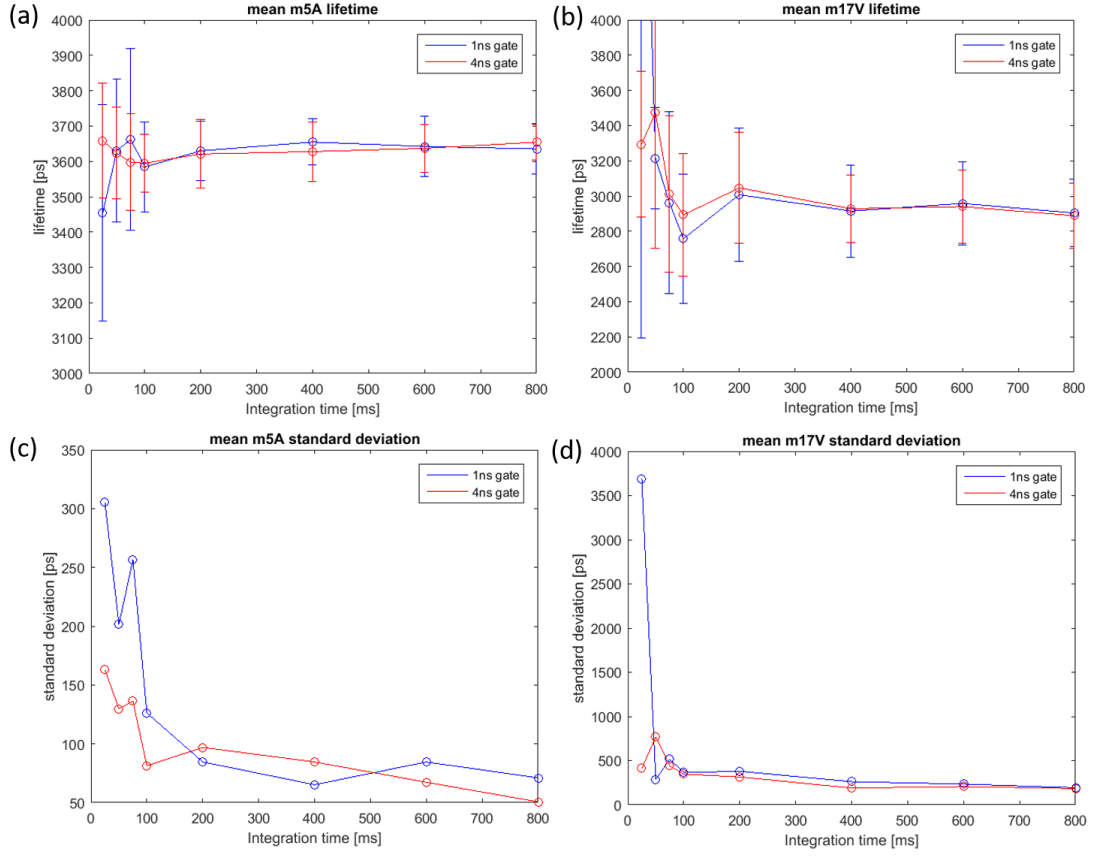 (a)
mean m5A lifetime
4000
3900
3800
3700
3600
3500
3400
3300
3200
3100
3000
lifetime [ps]
1ns gate
4ns gate
0 100 200 300 400 500 600 700 800
Integration time [ms]
(b)
mean m17V lifetime
4000
3800
3600
3400
3200
3000
2800
2600
2400
2200
2000
lifetime [ps]
1ns gate
4ns gate
0 100 200 300 400 500 600 700 800
Integration time [ms]
(c)
mean m5A standard deviation
350
300
250
200
150
100
50
standard deviation [ps]
1ns gate
4ns gate
0 100 200 300 400 500 600 700 800
Integration time [ms]
(d)
mean m17V standard deviation
4000
3500
3000
2500
2000
1500
1000
500
0
standard deviation [ps]
1ns gate
4ns gate
0 100 200 300 400 500 600 700 800
Integration time [ms]